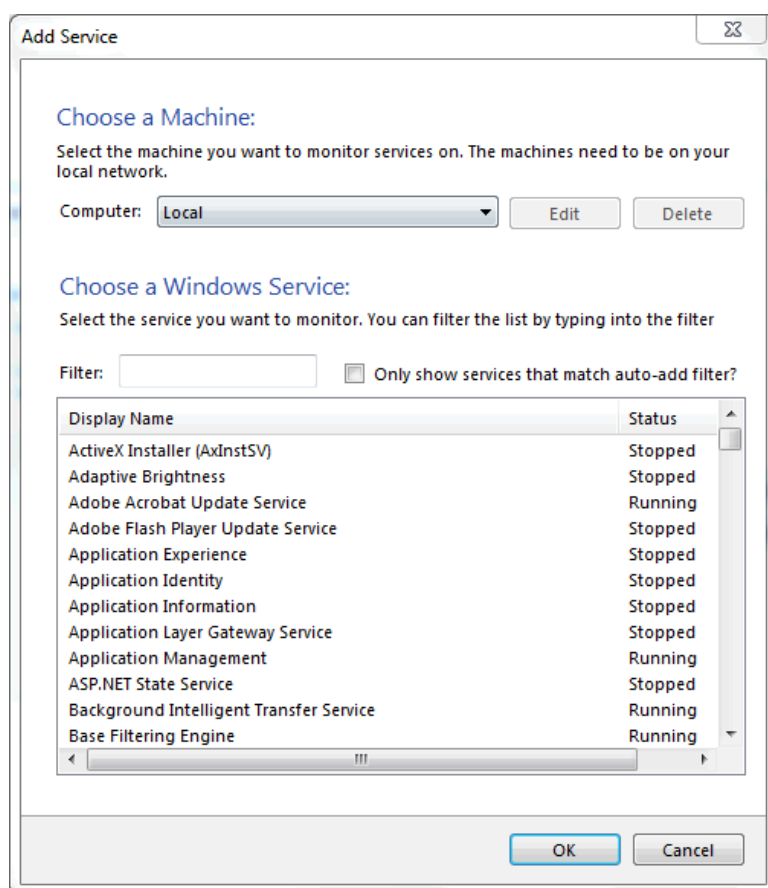 Add Service
Choose a Machine:
Select the machine you want to monitor services on. The machines need to be on your
local network.
Computer: Local Edit Delete
Choose a Windows Service:
Select the service you want to monitor. You can filter the list by typing into the filter
Filter: Only show services that match auto-add filter?
Display Name Status
ActiveX Installer (AxInstSV) Stopped
Adaptive Brightness Stopped
Adobe Acrobat Update Service Running
Adobe Flash Player Update Service Stopped
Application Experience Stopped
Application Identity Stopped
Application Information Stopped
Application Layer Gateway Service Stopped
Application Management Running
ASP.NET State Service Stopped
Background Intelligent Transfer Service Running
Base Filtering Engine Running
OK Cancel